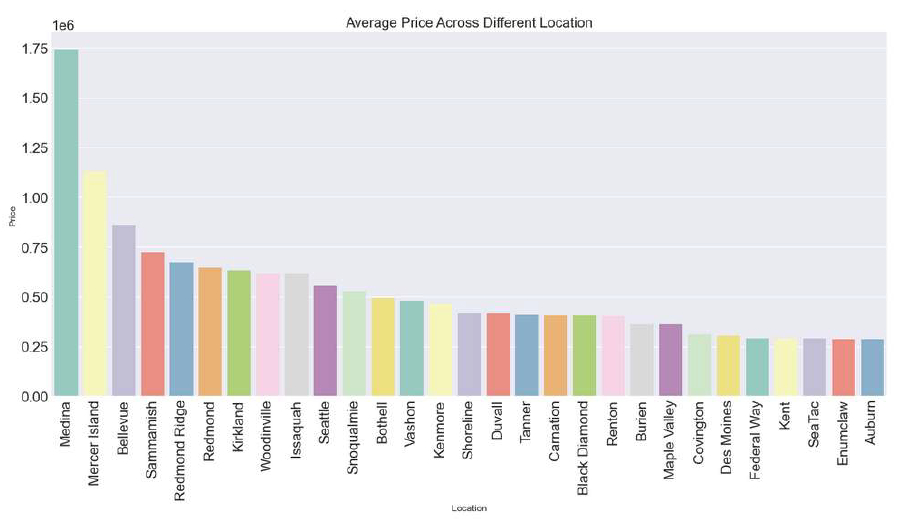 Average Price Across Different Location
1e6
1.75
1.50
1.25
1.00
0.75
0.50
0.25
0.00
Price
Medina
Mercer Island
Bellevue
Sammamish
Redmond Ridge
Redmond
Kirkland
Woodinville
Issaquah
Seattle
Snoqualmie
Bothell
Vashon
Kenmore
Shoreline
Duvall
Tanner
Carnation
Black Diamond
Renton
Burien
Maple Valley
Covington
Des Moines
Federal Way
Kent
SeaTac
Enumclaw
Auburn
Location